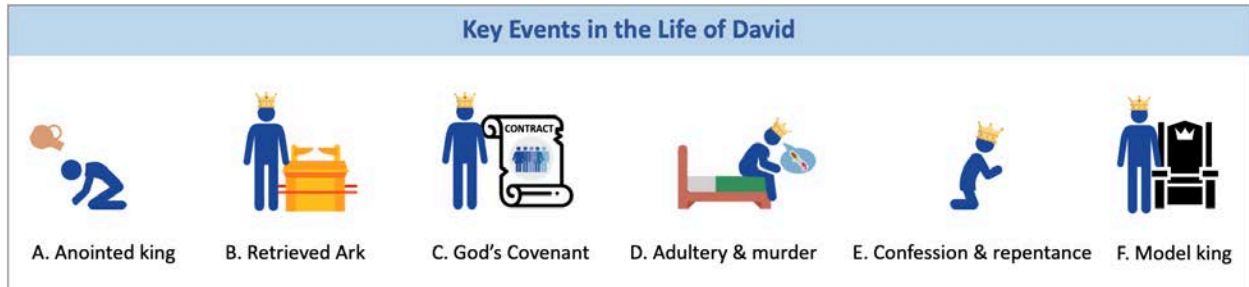 Key Events in the Life of David
CONTRACT
A. Anointed king
B. Retrieved Ark
C. God's Covenant
D. Adultery & murder
E. Confession & repentance
F. Model king